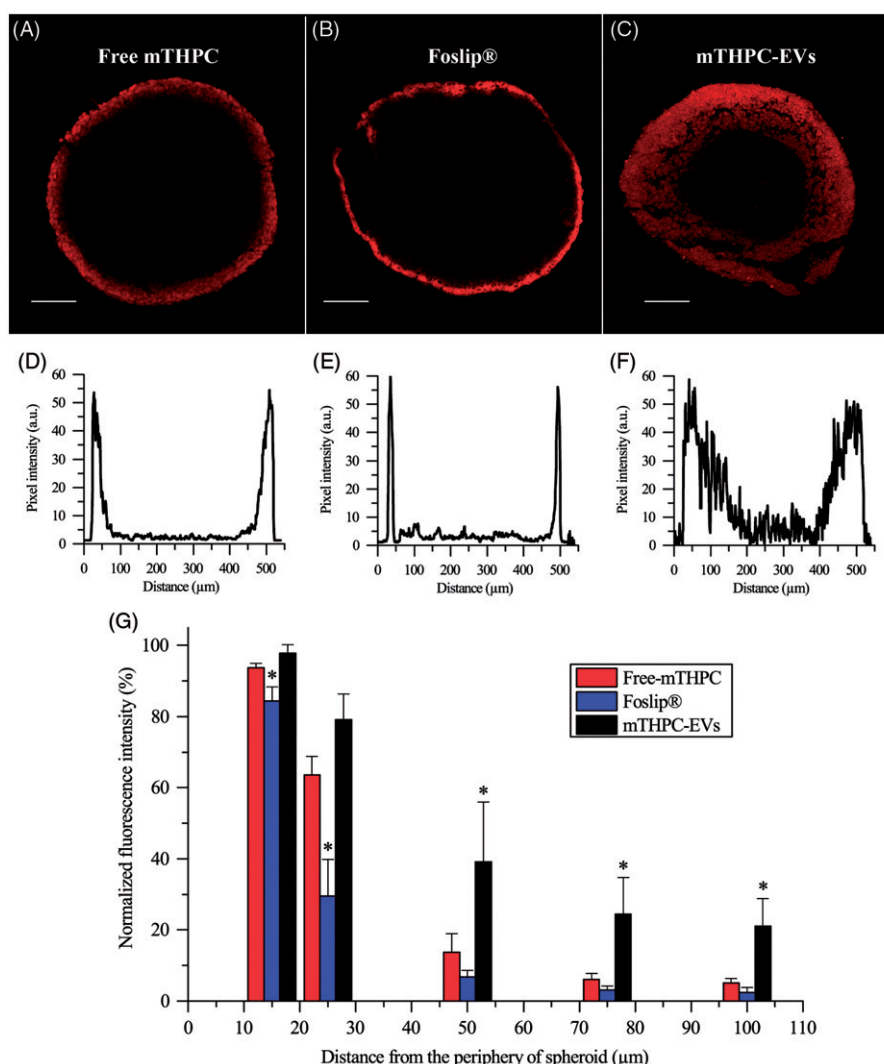 (A)
Free mTHPC
(B)
Foslip®
(C)
mTHPC-EVs
(D)
Pixel intensity (a.u.)
60
50
40
30
20
10
0
0 100 200 300 400 500
Distance (µm)
(E)
Pixel intensity (a.u.)
60
50
40
30
20
10
0
0 100 200 300 400 500
Distance (µm)
(F)
Pixel intensity (a.u.)
60
50
40
30
20
10
0
0 100 200 300 400 500
Distance (µm)
(G)
Normalized fluorescence intensity (%)
100
80
60
40
20
0
* * * * *
Free-mTHPC
Foslip®
mTHPC-EVs
0 10 20 30 40 50 60 70 80 90 100 110
Distance from the periphery of spheroid (µm)